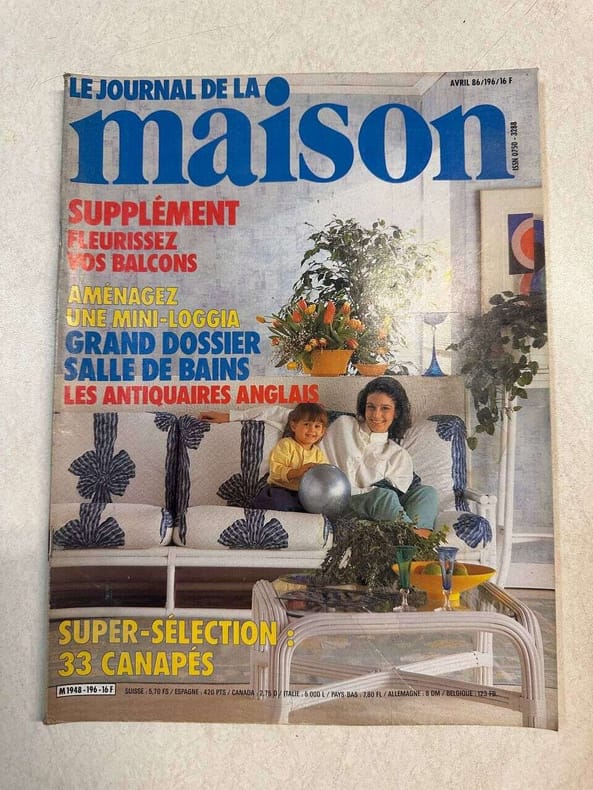 LE JOURNAL DE LA
maison
AVRIL 86/196/16 F
ISSN 0750 - 3288
SUPPLÉMENT
FLEURISSEZ
VOS BALCONS
AMÉNAGEZ
UNE MINI-LOGGIA
GRAND DOSSIER
SALLE DE BAINS
LES ANTIQUAIRES ANGLAIS
SUPER-SÉLECTION :
33 CANAPÉS
M 1948 - 196 - 16 F
SUISSE : 5,70 FS / ESPAGNE : 420 PTS / CANADA : 2,75 D / ITALIE : 5 000 L / PAYS-BAS : 7,80 FL / ALLEMAGNE : 8 DM / BELGIQUE : 123 FB